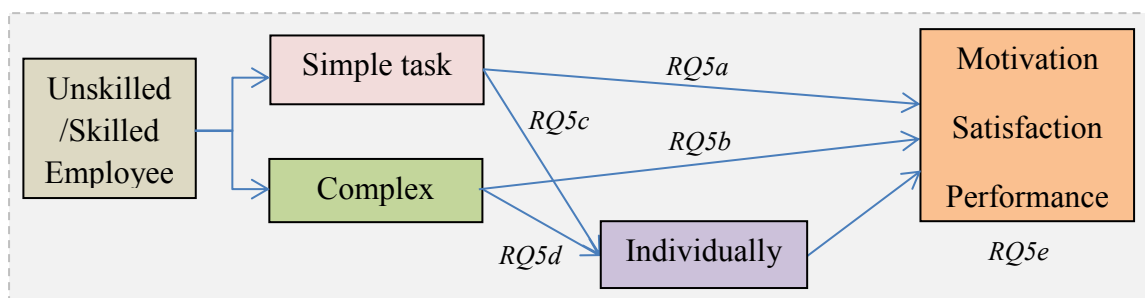 Unskilled
/Skilled
Employee
Simple task
Complex
RQ5a
RQ5c
RQ5b
RQ5d
Individually
Motivation
Satisfaction
Performance
RQ5e